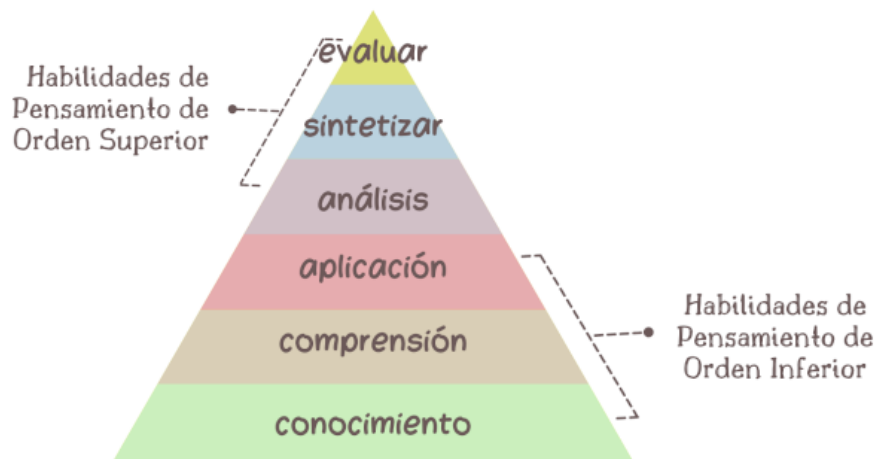 evaluar
Habilidades de
Pensamiento de
Orden Superior
sintetizar
análisis
aplicación
Habilidades de
Pensamiento de
Orden Inferior
comprensión
conocimiento